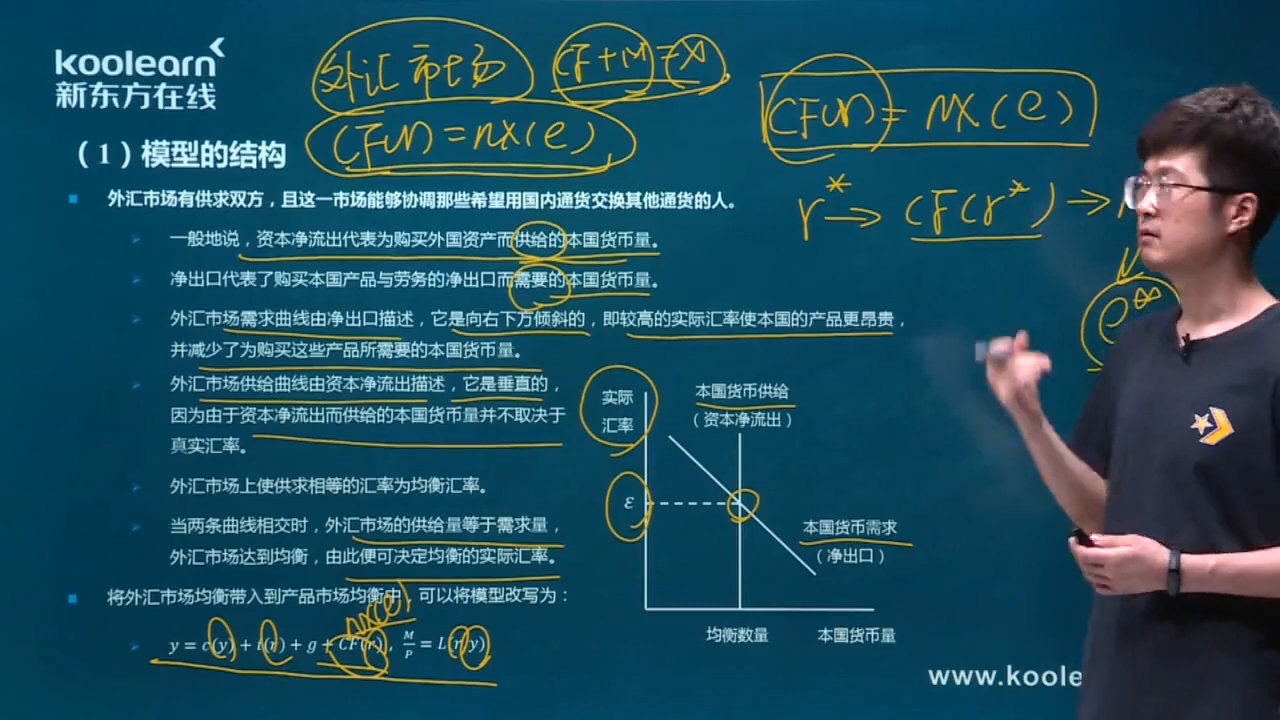 koolearn
新东方在线
外汇市场 CF+M=X
CF(r)=NX(e)
CF(r)=NX(e)
r* → CF(r*) →
（1）模型的结构
外汇市场有供求双方，且这一市场能够协调那些希望用国内通货交换其他通货的人。
一般地说，资本净流出代表为购买外国资产而供给的本国货币量。
净出口代表了购买本国产品与劳务的净出口而需要的本国货币量。
外汇市场需求曲线由净出口描述，它是向右下方倾斜的，即较高的实际汇率使本国的产品更昂贵，
并减少了为购买这些产品所需要的本国货币量。
外汇市场供给曲线由资本净流出描述，它是垂直的，
因为由于资本净流出而供给的本国货币量并不取决于
真实汇率。
外汇市场上使供求相等的汇率为均衡汇率。
当两条曲线相交时，外汇市场的供给量等于需求量，
外汇市场达到均衡，由此便可决定均衡的实际汇率。
将外汇市场均衡带入到产品市场均衡中，可以将模型改写为：
NX(e)
y = c(y) + i(r) + g + CF(r), M/P = L(r, y)
实际
汇率
本国货币供给
（资本净流出）
ε
本国货币需求
（净出口）
均衡数量
本国货币量
www.koole